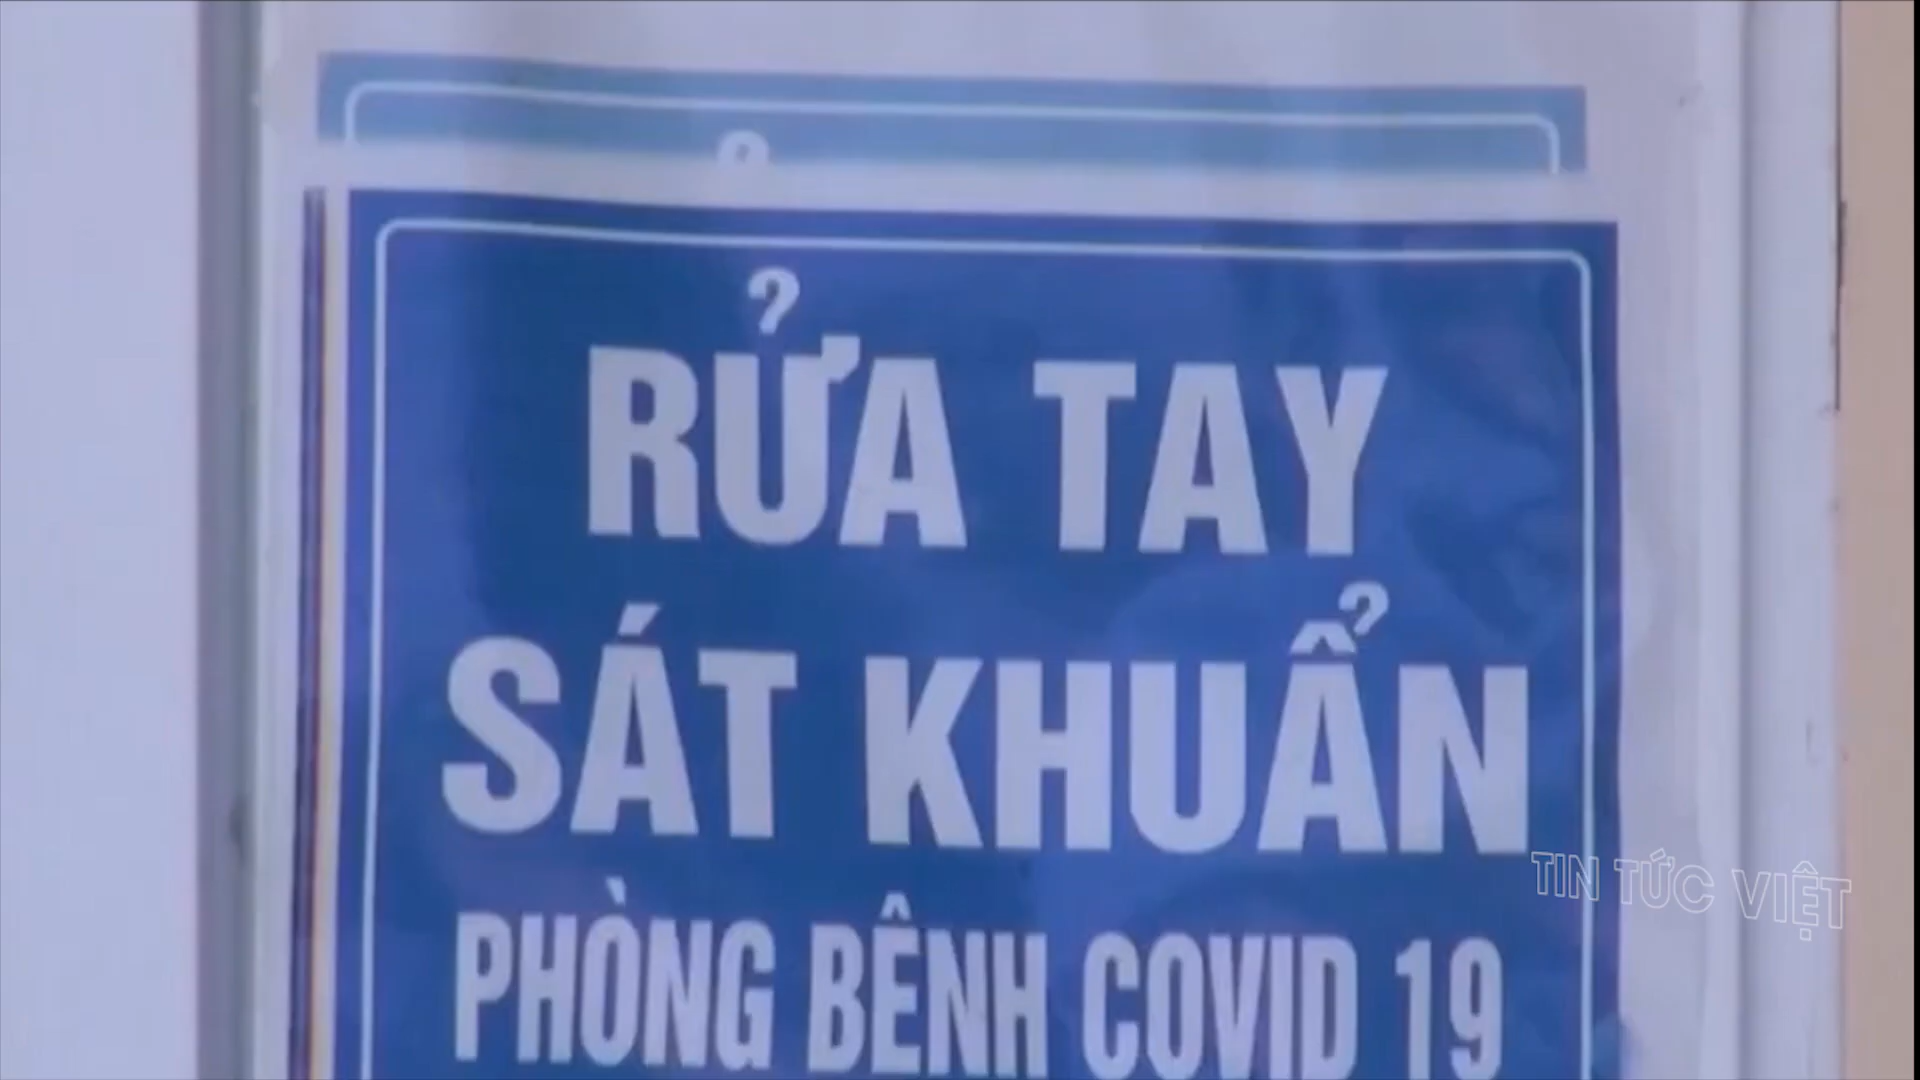 RỬA TAY
SÁT KHUẨN
PHÒNG BÊNH COVID 19
TIN TỨC VIỆT